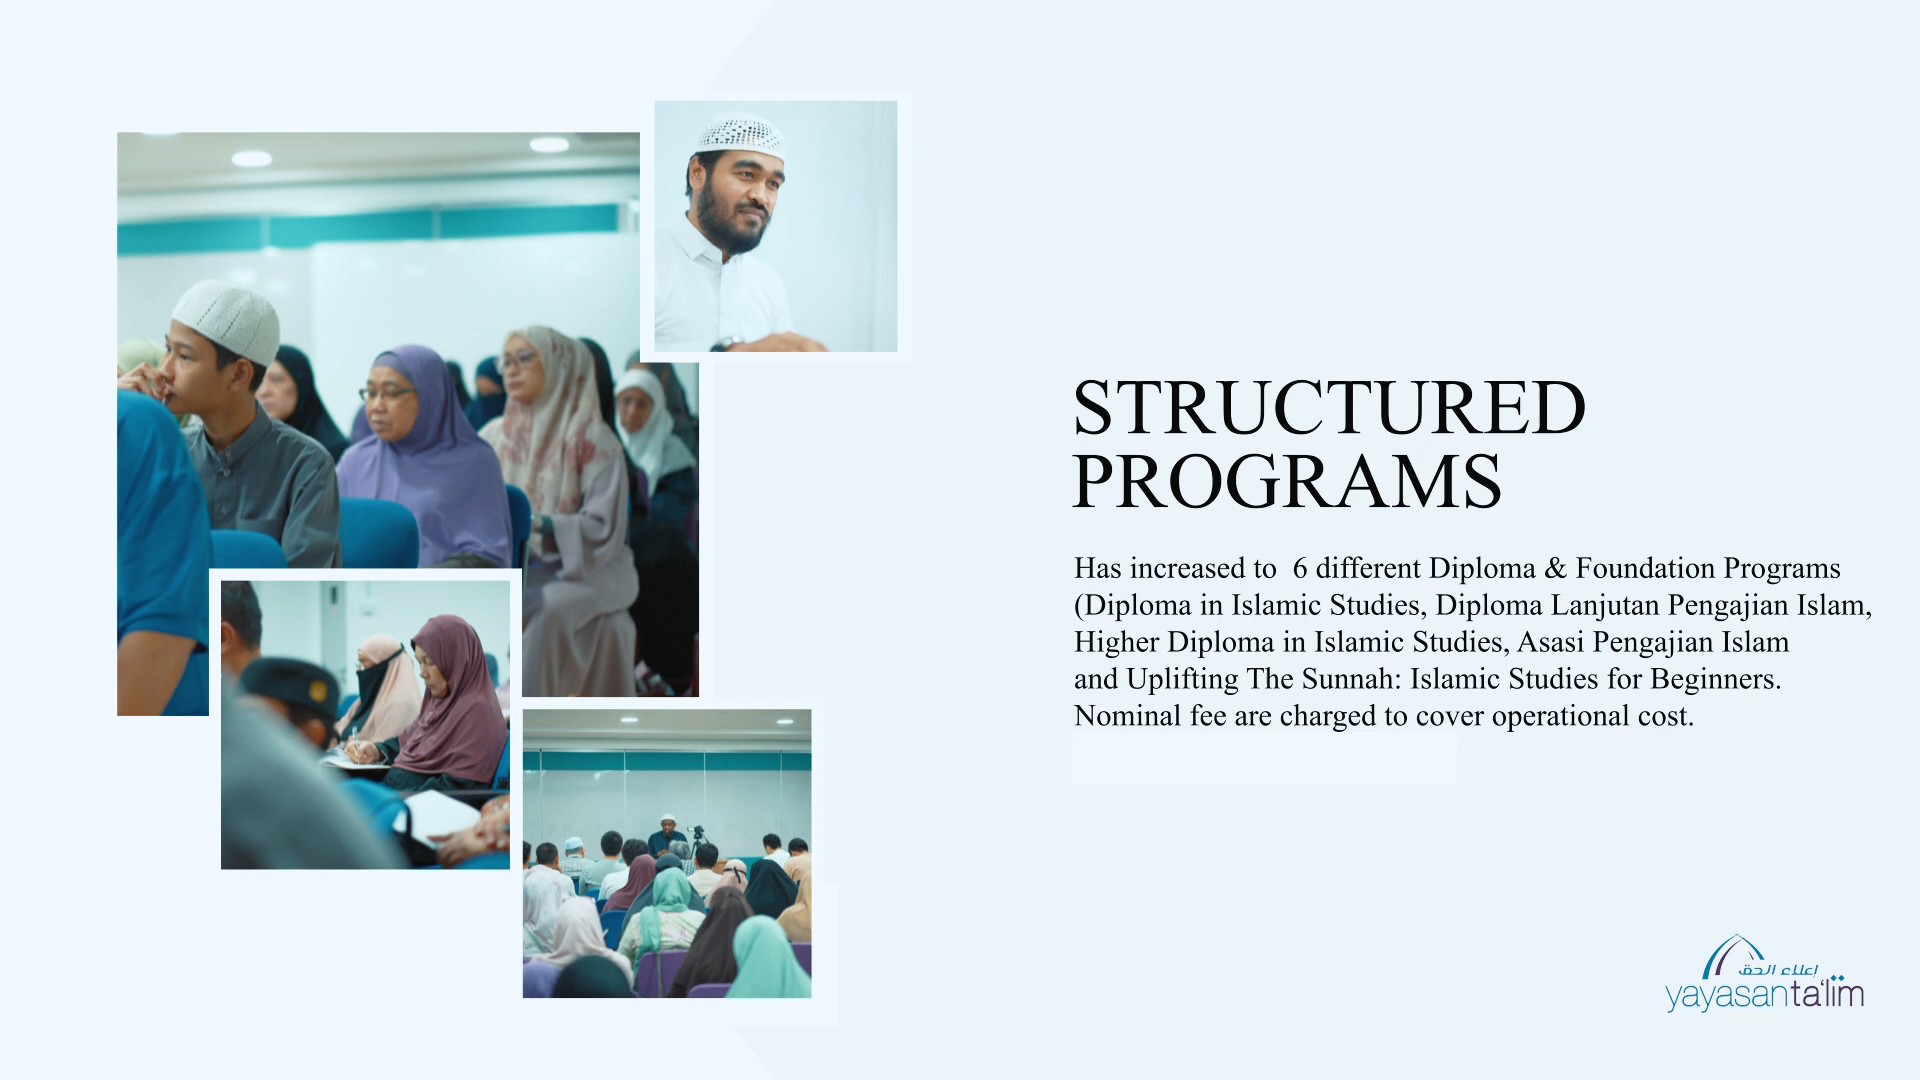 STRUCTURED
PROGRAMS
Has increased to  6 different Diploma & Foundation Programs
(Diploma in Islamic Studies, Diploma Lanjutan Pengajian Islam,
Higher Diploma in Islamic Studies, Asasi Pengajian Islam
and Uplifting The Sunnah: Islamic Studies for Beginners.
Nominal fee are charged to cover operational cost.
إعلاء الحق
yayasanta'lim